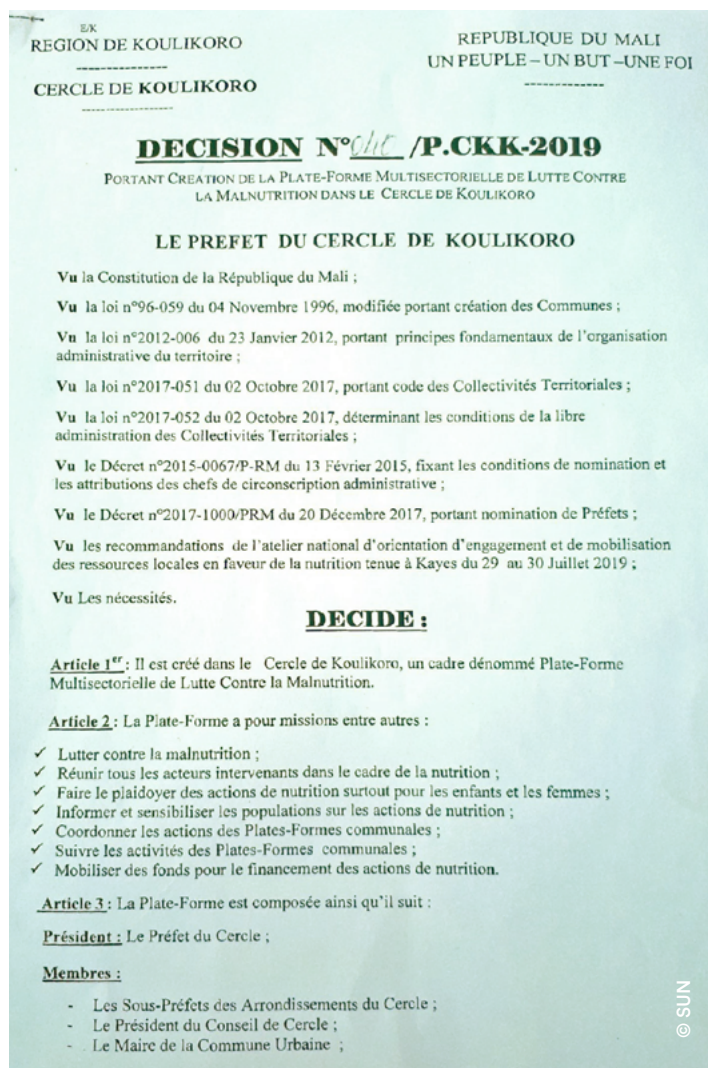 E/K
REGION DE KOULIKORO
---------------
CERCLE DE KOULIKORO
---------------
REPUBLIQUE DU MALI
UN PEUPLE – UN BUT –UNE FOI
-------------
DECISION N° /P.CKK-2019
PORTANT CREATION DE LA PLATE-FORME MULTISECTORIELLE DE LUTTE CONTRE
LA MALNUTRITION DANS LE CERCLE DE KOULIKORO
LE PREFET DU CERCLE DE KOULIKORO
Vu la Constitution de la République du Mali ;
Vu la loi n°96-059 du 04 Novembre 1996, modifiée portant création des Communes ;
Vu la loi n°2012-006 du 23 Janvier 2012, portant principes fondamentaux de l'organisation
administrative du territoire ;
Vu la loi n°2017-051 du 02 Octobre 2017, portant code des Collectivités Territoriales ;
Vu la loi n°2017-052 du 02 Octobre 2017, déterminant les conditions de la libre
administration des Collectivités Territoriales ;
Vu le Décret n°2015-0067/P-RM du 13 Février 2015, fixant les conditions de nomination et
les attributions des chefs de circonscription administrative ;
Vu le Décret n°2017-1000/PRM du 20 Décembre 2017, portant nomination de Préfets ;
Vu les recommandations de l'atelier national d'orientation d'engagement et de mobilisation
des ressources locales en faveur de la nutrition tenue à Kayes du 29 au 30 Juillet 2019 ;
Vu Les nécessités.
DECIDE :
Article 1er : Il est créé dans le Cercle de Koulikoro, un cadre dénommé Plate-Forme
Multisectorielle de Lutte Contre la Malnutrition.
Article 2 : La Plate-Forme a pour missions entre autres :
✓ Lutter contre la malnutrition ;
✓ Réunir tous les acteurs intervenants dans le cadre de la nutrition ;
✓ Faire le plaidoyer des actions de nutrition surtout pour les enfants et les femmes ;
✓ Informer et sensibiliser les populations sur les actions de nutrition ;
✓ Coordonner les actions des Plates-Formes communales ;
✓ Suivre les activités des Plates-Formes communales ;
✓ Mobiliser des fonds pour le financement des actions de nutrition.
Article 3 : La Plate-Forme est composée ainsi qu'il suit :
Président : Le Préfet du Cercle ;
Membres :
- Les Sous-Préfets des Arrondissements du Cercle ;
- Le Président du Conseil de Cercle ;
- Le Maire de la Commune Urbaine ;
© SUN